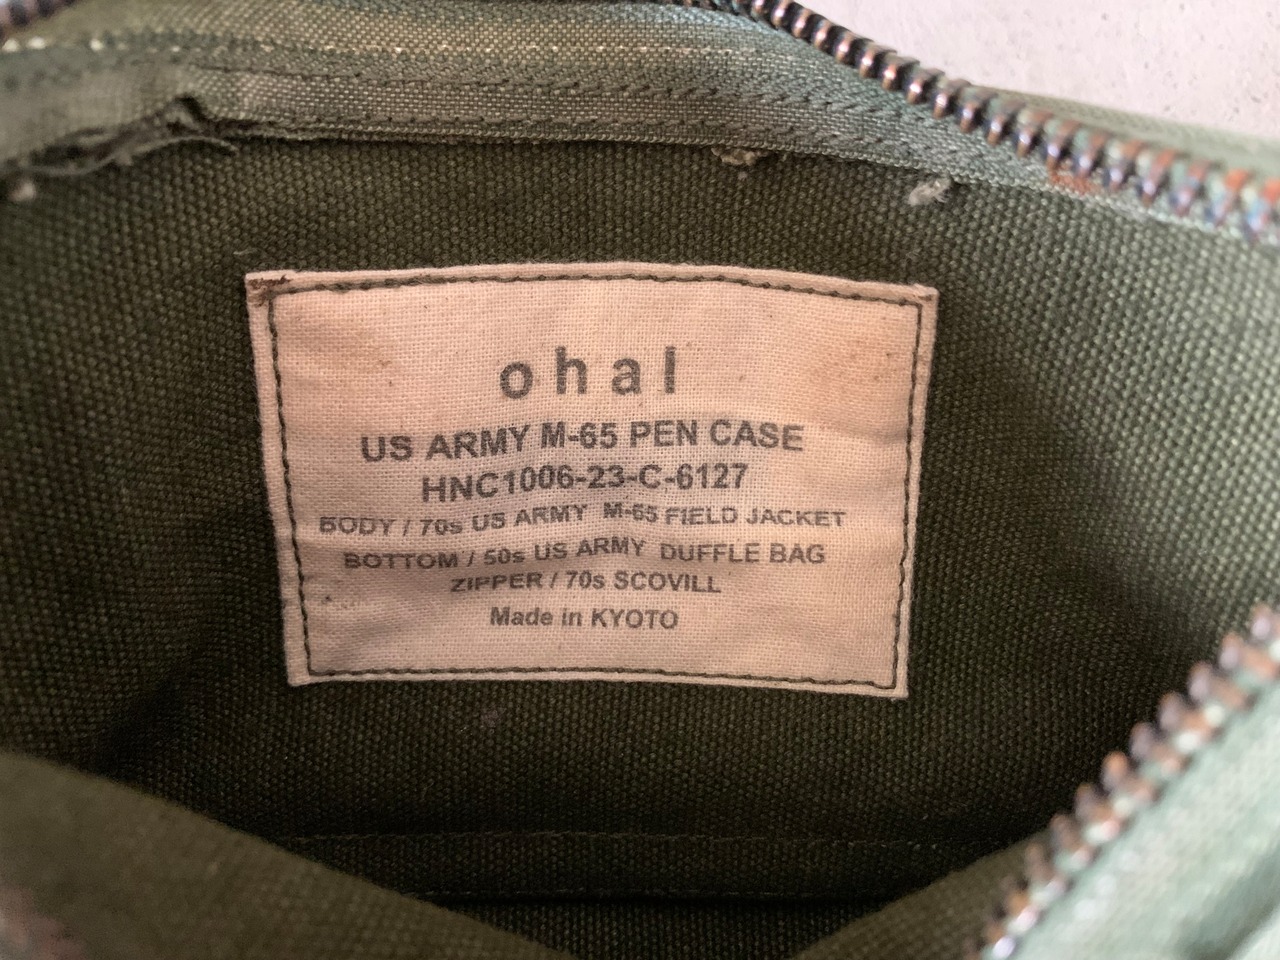 ohal
US ARMY M-65 PEN CASE
HNC1006-23-C-6127
BODY / 70s US ARMY M-65 FIELD JACKET
BOTTOM / 50s US ARMY DUFFLE BAG
ZIPPER / 70s SCOVILL
Made in KYOTO